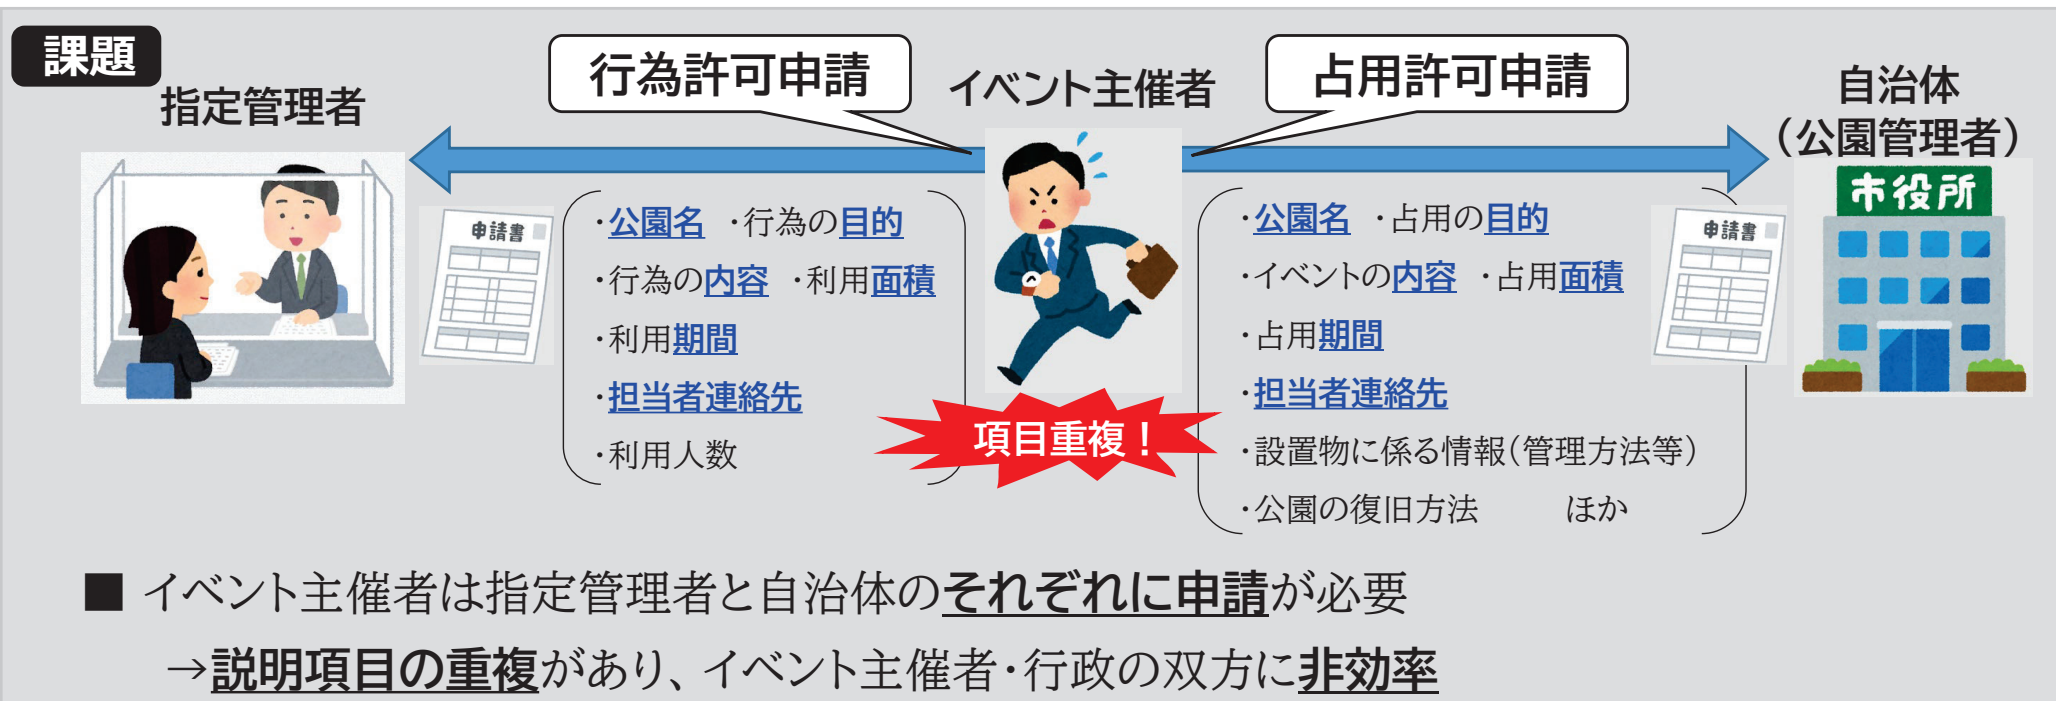 課題
指定管理者
行為許可申請
イベント主催者
占用許可申請
自治体
（公園管理者）
申請書
・公園名 ・行為の目的
・行為の内容 ・利用面積
・利用期間
・担当者連絡先
・利用人数
項目重複！
・公園名 ・占用の目的
・イベントの内容 ・占用面積
・占用期間
・担当者連絡先
・設置物に係る情報（管理方法等）
・公園の復旧方法 ほか
申請書
市役所
■ イベント主催者は指定管理者と自治体のそれぞれに申請が必要
→説明項目の重複があり、イベント主催者・行政の双方に非効率